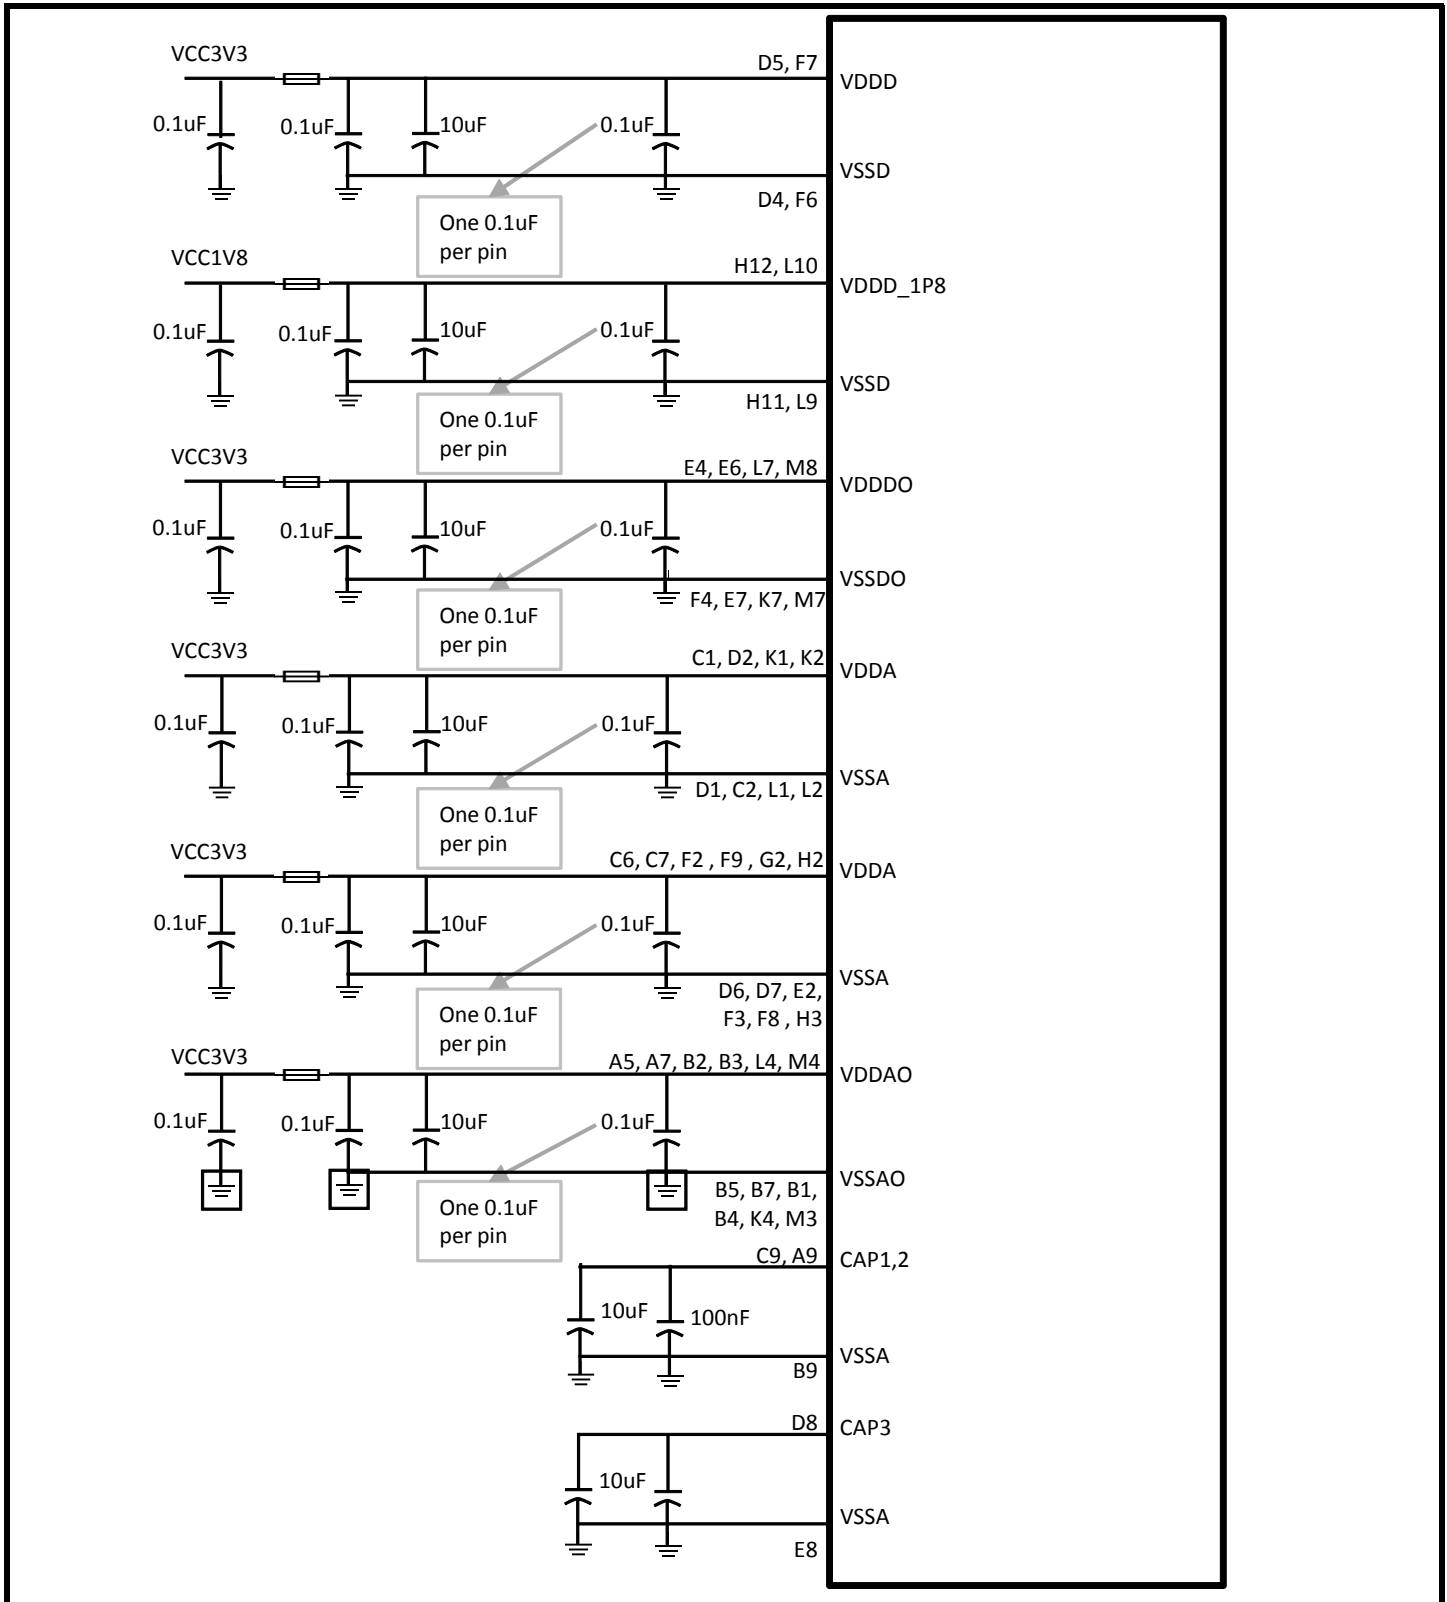 VCC3V3
D5, F7
VDDD
0.1uF
0.1uF
10uF
0.1uF
VSSD
D4, F6
One 0.1uF
per pin
VCC1V8
H12, L10
VDDD_1P8
0.1uF
0.1uF
10uF
0.1uF
VSSD
H11, L9
One 0.1uF
per pin
VCC3V3
E4, E6, L7, M8
VDDDO
0.1uF
0.1uF
10uF
0.1uF
VSSDO
F4, E7, K7, M7
One 0.1uF
per pin
VCC3V3
C1, D2, K1, K2
VDDA
0.1uF
0.1uF
10uF
0.1uF
VSSA
D1, C2, L1, L2
One 0.1uF
per pin
VCC3V3
C6, C7, F2 , F9 , G2, H2
VDDA
0.1uF
0.1uF
10uF
0.1uF
VSSA
D6, D7, E2,
F3, F8 , H3
One 0.1uF
per pin
VCC3V3
A5, A7, B2, B3, L4, M4
VDDAO
0.1uF
0.1uF
10uF
0.1uF
VSSAO
B5, B7, B1,
B4, K4, M3
One 0.1uF
per pin
C9, A9
CAP1,2
10uF
100nF
VSSA
B9
D8
CAP3
10uF
VSSA
E8